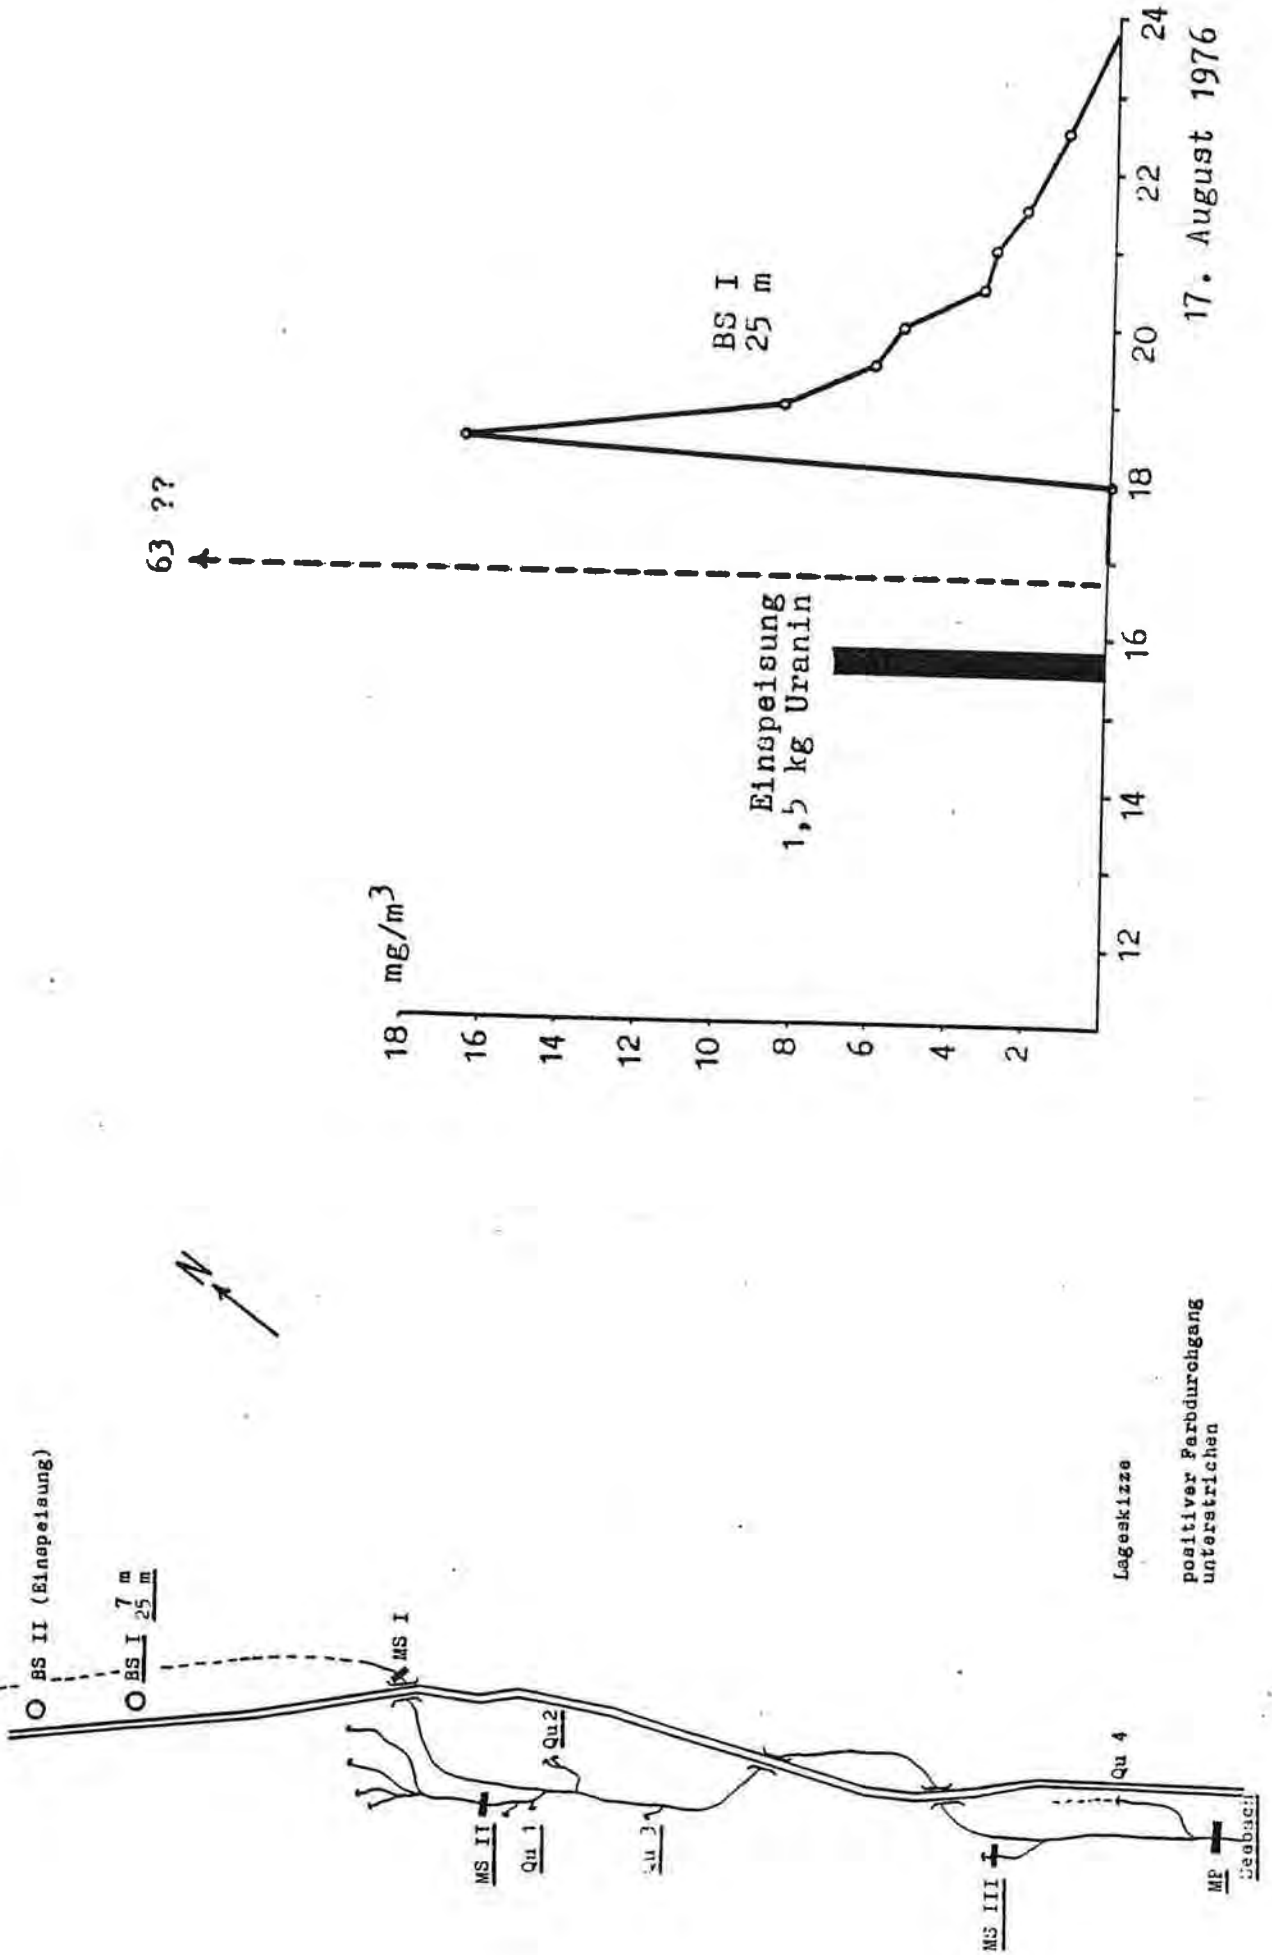 BS II (Einspeisung)
BS I 7 m
25 m
N
MS I
Qu2
MS II
Qu 1
MS III
Qu 4
MP
Lageskizze
positiver Farbdurchgang
unterstrichen
mg/m³
18
16
14
12
10
8
6
4
2
63 ??
Einspeisung
1,5 kg Uranin
BS I
25 m
12
14
16
18
20
22
24
17. August 1976